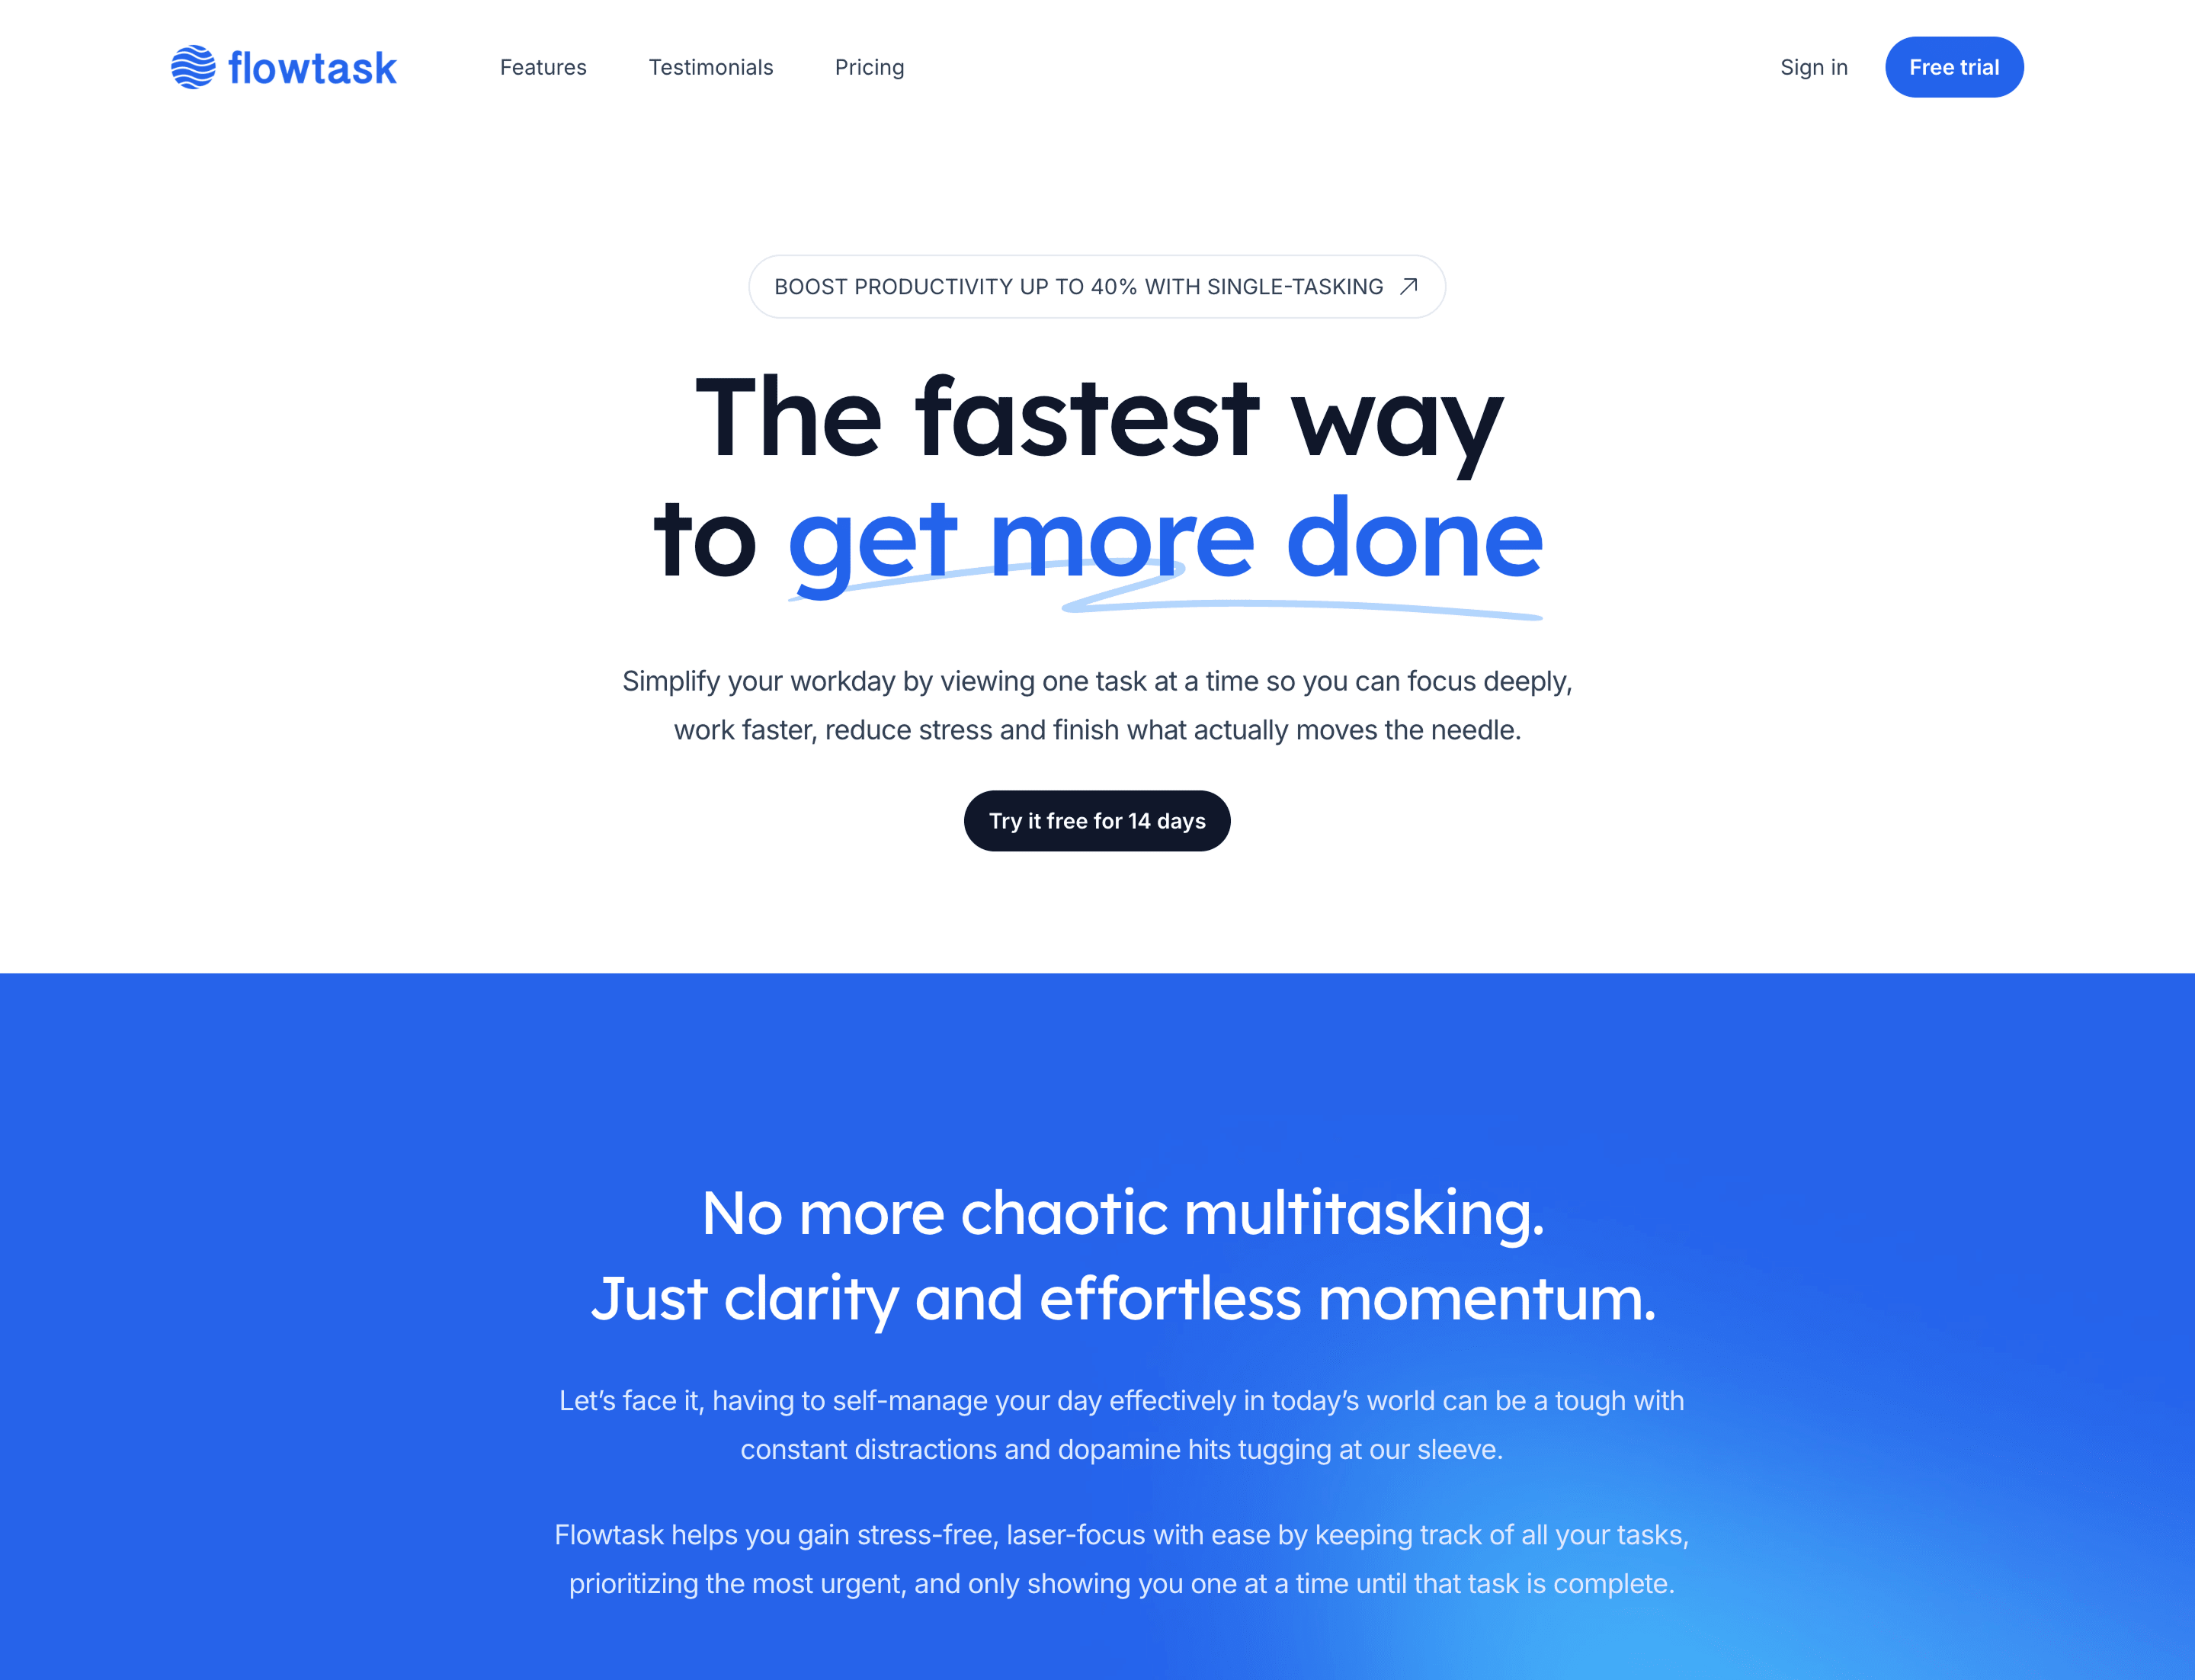 flowtask
Features
Testimonials
Pricing
Sign in
Free trial
BOOST PRODUCTIVITY UP TO 40% WITH SINGLE-TASKING
The fastest way
to get more done
Simplify your workday by viewing one task at a time so you can focus deeply,
work faster, reduce stress and finish what actually moves the needle.
Try it free for 14 days
No more chaotic multitasking.
Just clarity and effortless momentum.
Let’s face it, having to self-manage your day effectively in today’s world can be a tough with
constant distractions and dopamine hits tugging at our sleeve.
Flowtask helps you gain stress-free, laser-focus with ease by keeping track of all your tasks,
prioritizing the most urgent, and only showing you one at a time until that task is complete.